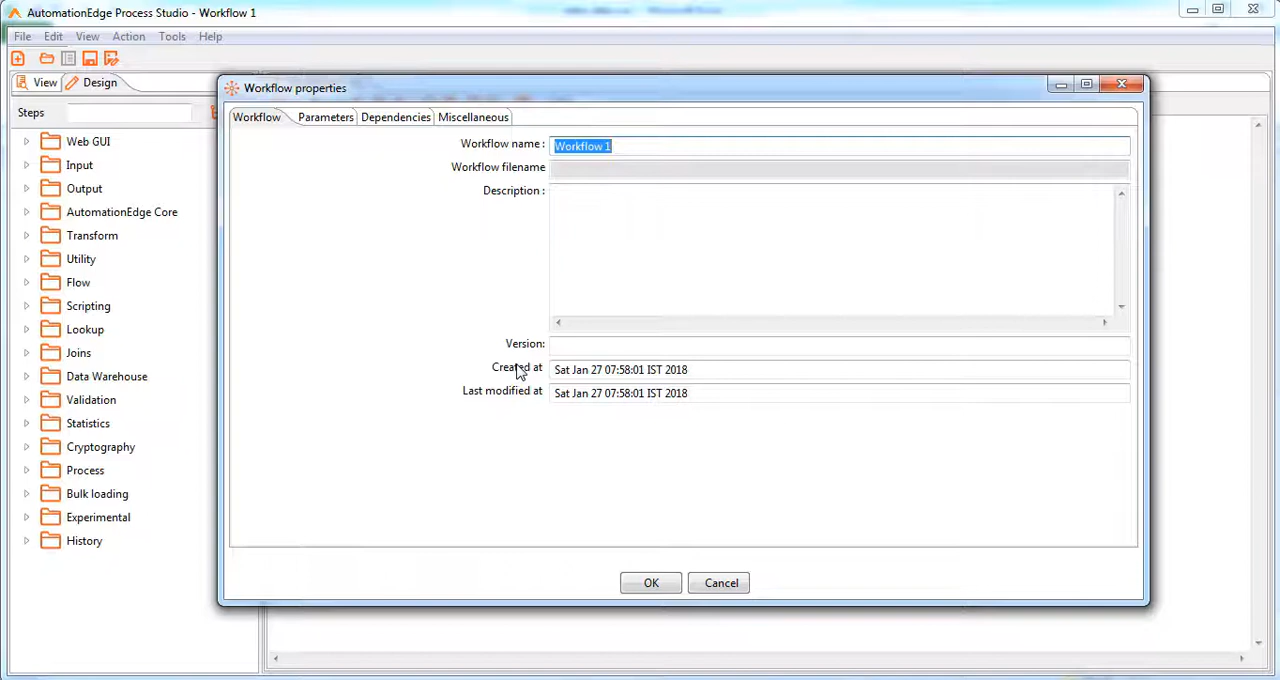 AutomationEdge Process Studio - Workflow 1
File Edit View Action Tools Help
View Design
Steps
Web GUI
Input
Output
AutomationEdge Core
Transform
Utility
Flow
Scripting
Lookup
Joins
Data Warehouse
Validation
Statistics
Cryptography
Process
Bulk loading
Experimental
History
Workflow properties
Workflow Parameters Dependencies Miscellaneous
Workflow name : Workflow 1
Workflow filename
Description :
Version:
Created at Sat Jan 27 07:58:01 IST 2018
Last modified at Sat Jan 27 07:58:01 IST 2018
OK Cancel